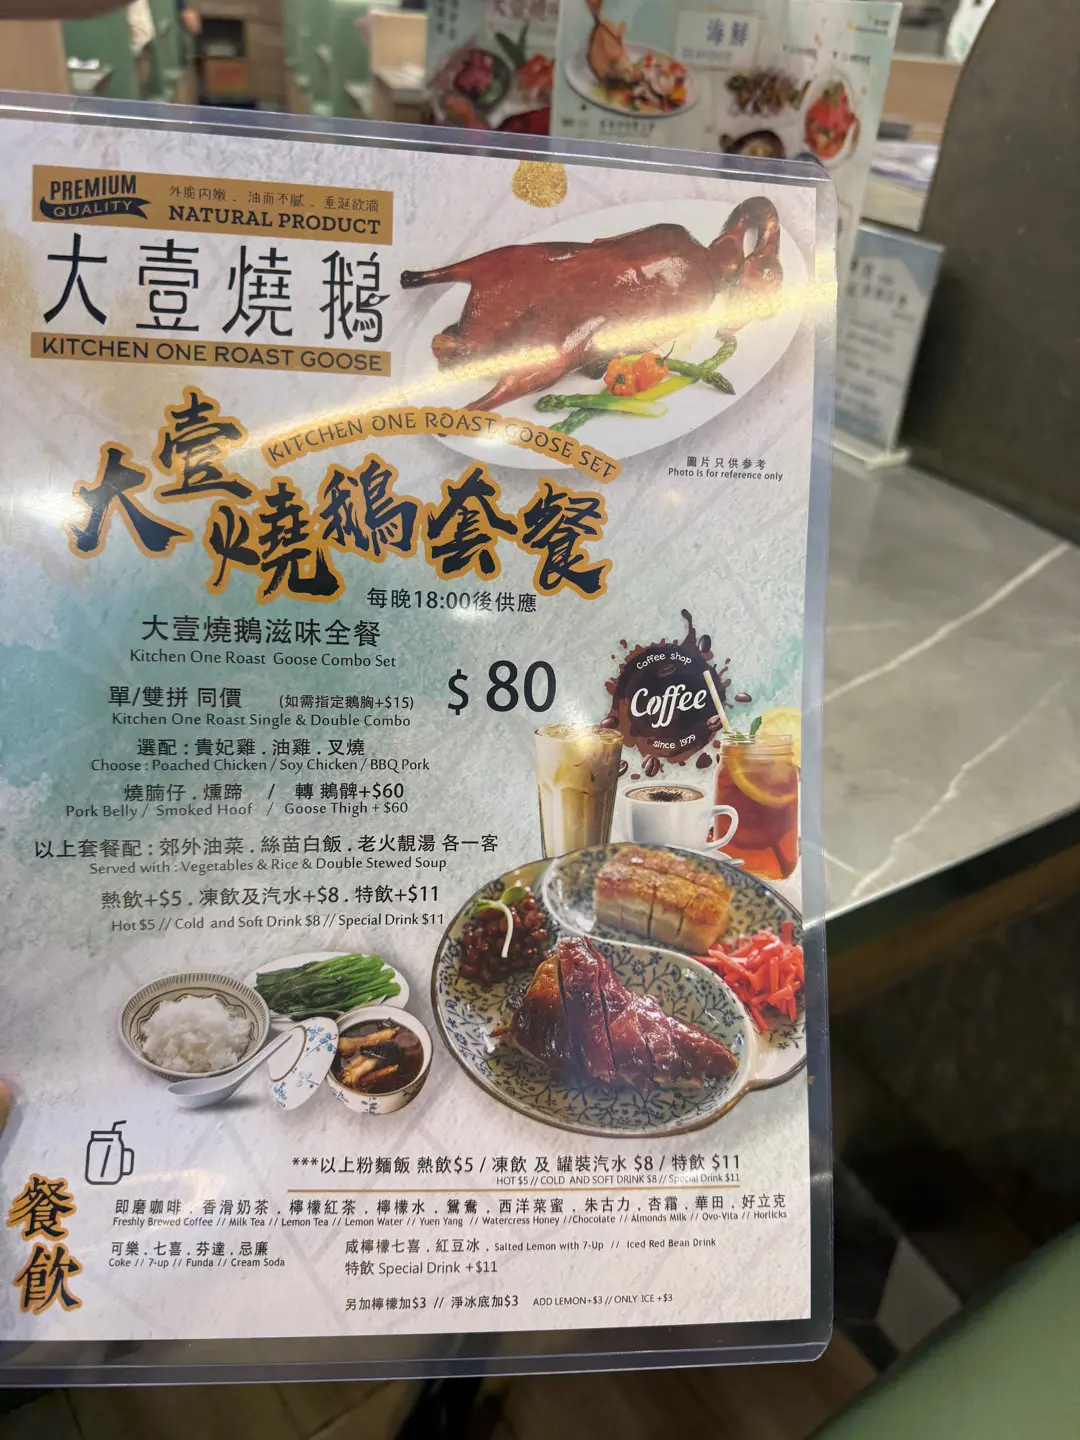 海鮮
PREMIUM
QUALITY
外脆內嫩．油而不膩．垂涎欲滴
NATURAL PRODUCT
大壹燒鵝
KITCHEN ONE ROAST GOOSE
KITCHEN ONE ROAST GOOSE SET
大壹燒鵝套餐
圖片只供參考
Photo is for reference only
每晚18:00後供應
大壹燒鵝滋味全餐
Kitchen One Roast Goose Combo Set
$ 80
單/雙拼 同價 (如需指定鵝胸+$15)
Kitchen One Roast Single & Double Combo
選配：貴妃雞．油雞．叉燒
Choose : Poached Chicken / Soy Chicken / BBQ Pork
燒腩仔．燻蹄 / 轉 鵝髀+$60
Pork Belly / Smoked Hoof / Goose Thigh + $60
以上套餐配：郊外油菜．絲苗白飯．老火靚湯 各一客
Served with : Vegetables & Rice & Double Stewed Soup
熱飲+$5．凍飲及汽水+$8．特飲+$11
Hot $5 // Cold and Soft Drink $8 // Special Drink $11
Coffee shop
Coffee
since 1979
***以上粉麵飯 熱飲$5 / 凍飲 及 罐裝汽水 $8 / 特飲 $11
HOT $5 // COLD AND SOFT DRINK $8 // Special Drink $11
餐飲
即磨咖啡．香滑奶茶．檸檬紅茶．檸檬水．鴛鴦．西洋菜蜜．朱古力．杏霜．華田．好立克
Freshly Brewed Coffee // Milk Tea // Lemon Tea // Lemon Water // Yuen Yang // Watercress Honey //Chocolate // Almonds Milk // Ovo-Vita // Horlicks
可樂．七喜．芬達．忌廉
Coke // 7-up // Funda // Cream Soda
咸檸檬七喜．紅豆冰．Salted Lemon with 7-Up // Iced Red Bean Drink
特飲 Special Drink +$11
另加檸檬加$3 // 淨冰底加$3 ADD LEMON+$3 // ONLY ICE +$3